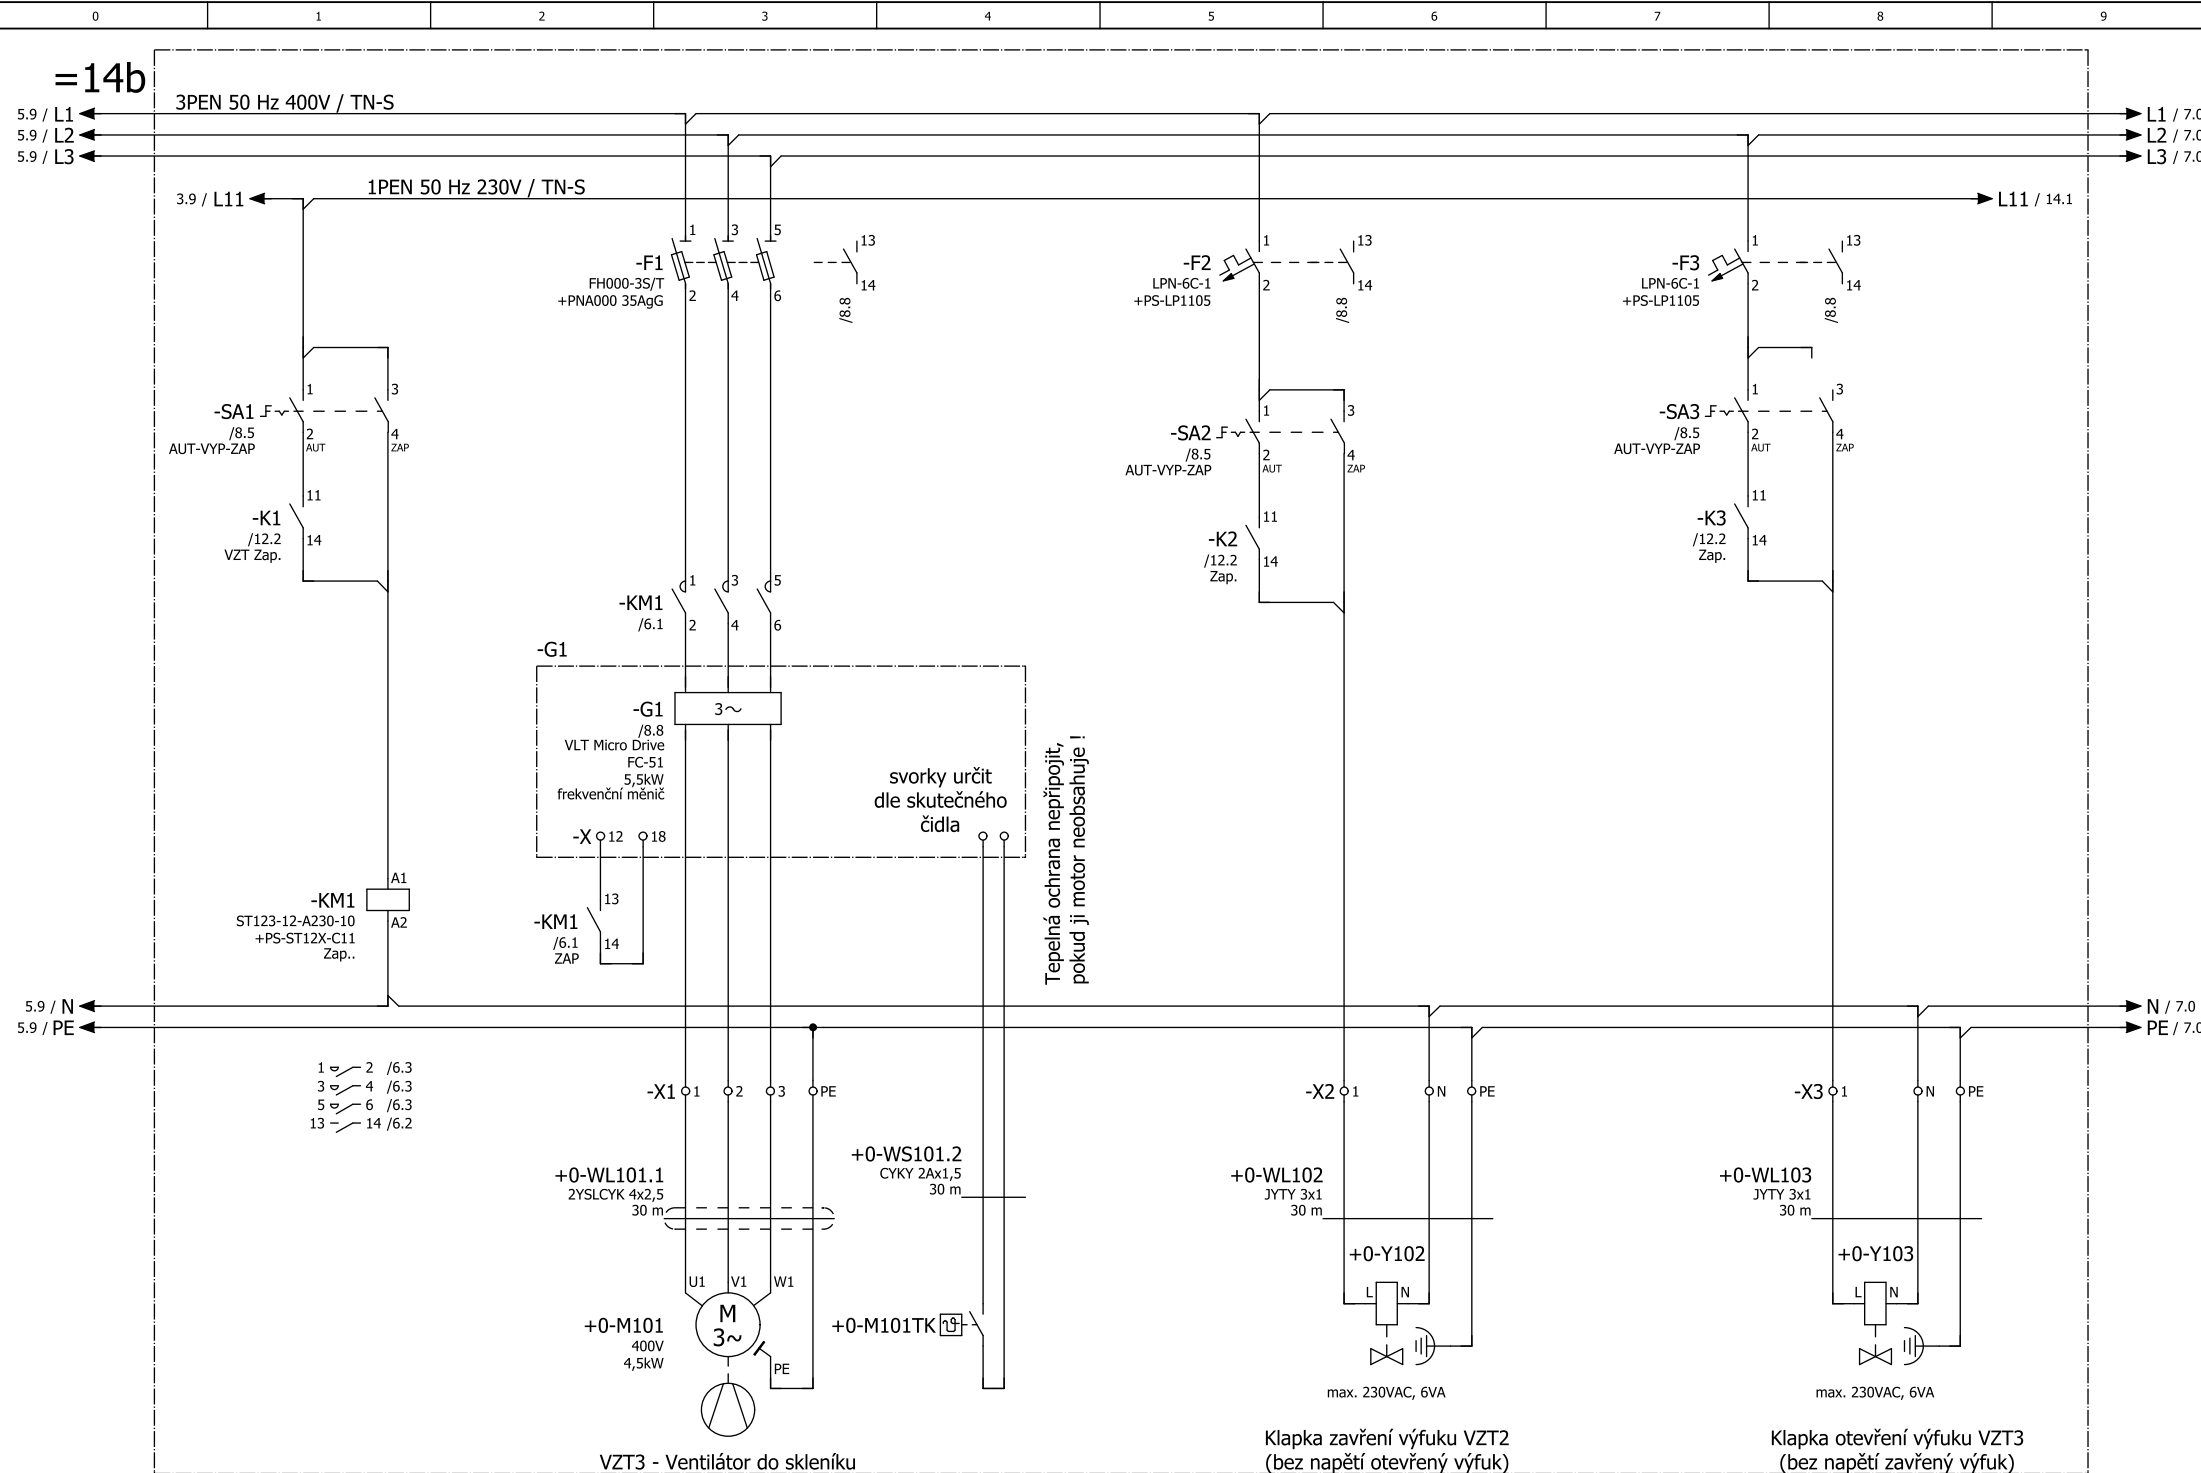 0 1 2 3 4 5 6 7 8 9
=14b
3PEN 50 Hz 400V / TN-S
5.9 / L1
L1 / 7.0
5.9 / L2
L2 / 7.0
5.9 / L3
L3 / 7.0
1PEN 50 Hz 230V / TN-S
3.9 / L11
L11 / 14.1
-SA1
/8.5
AUT-VYP-ZAP
1
2
AUT
3
4
ZAP
-K1
/12.2
VZT Zap.
11
14
-KM1
ST123-12-A230-10
+PS-ST12X-C11
Zap..
A1
A2
-F1
FH000-3S/T
+PNA000 35AgG
1 3 5
2 4 6
13
14
/8.8
-KM1
/6.1
1 3 5
2 4 6
-G1
-G1
/8.8
VLT Micro Drive
FC-51
5,5kW
frekvenční měnič
3~
-X 12 18
svorky určit
dle skutečného
čidla
Tepelná ochrana nepřipojit,
pokud ji motor neobsahuje !
-KM1
/6.1
ZAP
13
14
-F2
LPN-6C-1
+PS-LP1105
1
2
13
14
/8.8
-SA2
/8.5
AUT-VYP-ZAP
1
2
AUT
3
4
ZAP
-K2
/12.2
Zap.
11
14
-F3
LPN-6C-1
+PS-LP1105
1
2
13
14
/8.8
-SA3
/8.5
AUT-VYP-ZAP
1
2
AUT
3
4
ZAP
-K3
/12.2
Zap.
11
14
5.9 / N
N / 7.0
5.9 / PE
PE / 7.0
1 2 /6.3
3 4 /6.3
5 6 /6.3
13 14 /6.2
-X1 1 2 3 PE
+0-WL101.1
2YSLCYK 4x2,5
30 m
U1 V1 W1
M
3~
PE
+0-M101
400V
4,5kW
VZT3 - Ventilátor do skleníku
+0-WS101.2
CYKY 2Ax1,5
30 m
+0-M101TK
ϑ
-X2 1 N PE
+0-WL102
JYTY 3x1
30 m
+0-Y102
L N
max. 230VAC, 6VA
Klapka zavření výfuku VZT2
(bez napětí otevřený výfuk)
-X3 1 N PE
+0-WL103
JYTY 3x1
30 m
+0-Y103
L N
max. 230VAC, 6VA
Klapka otevření výfuku VZT3
(bez napětí zavřený výfuk)